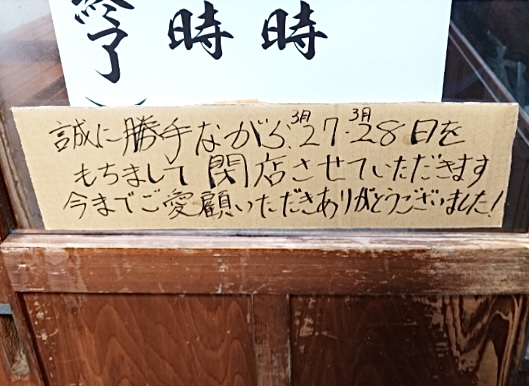 終了
時
時
誠に勝手ながら、3月27・3月28日を
もちまして閉店させていただきます
今までご愛顧いただきありがとうございました!